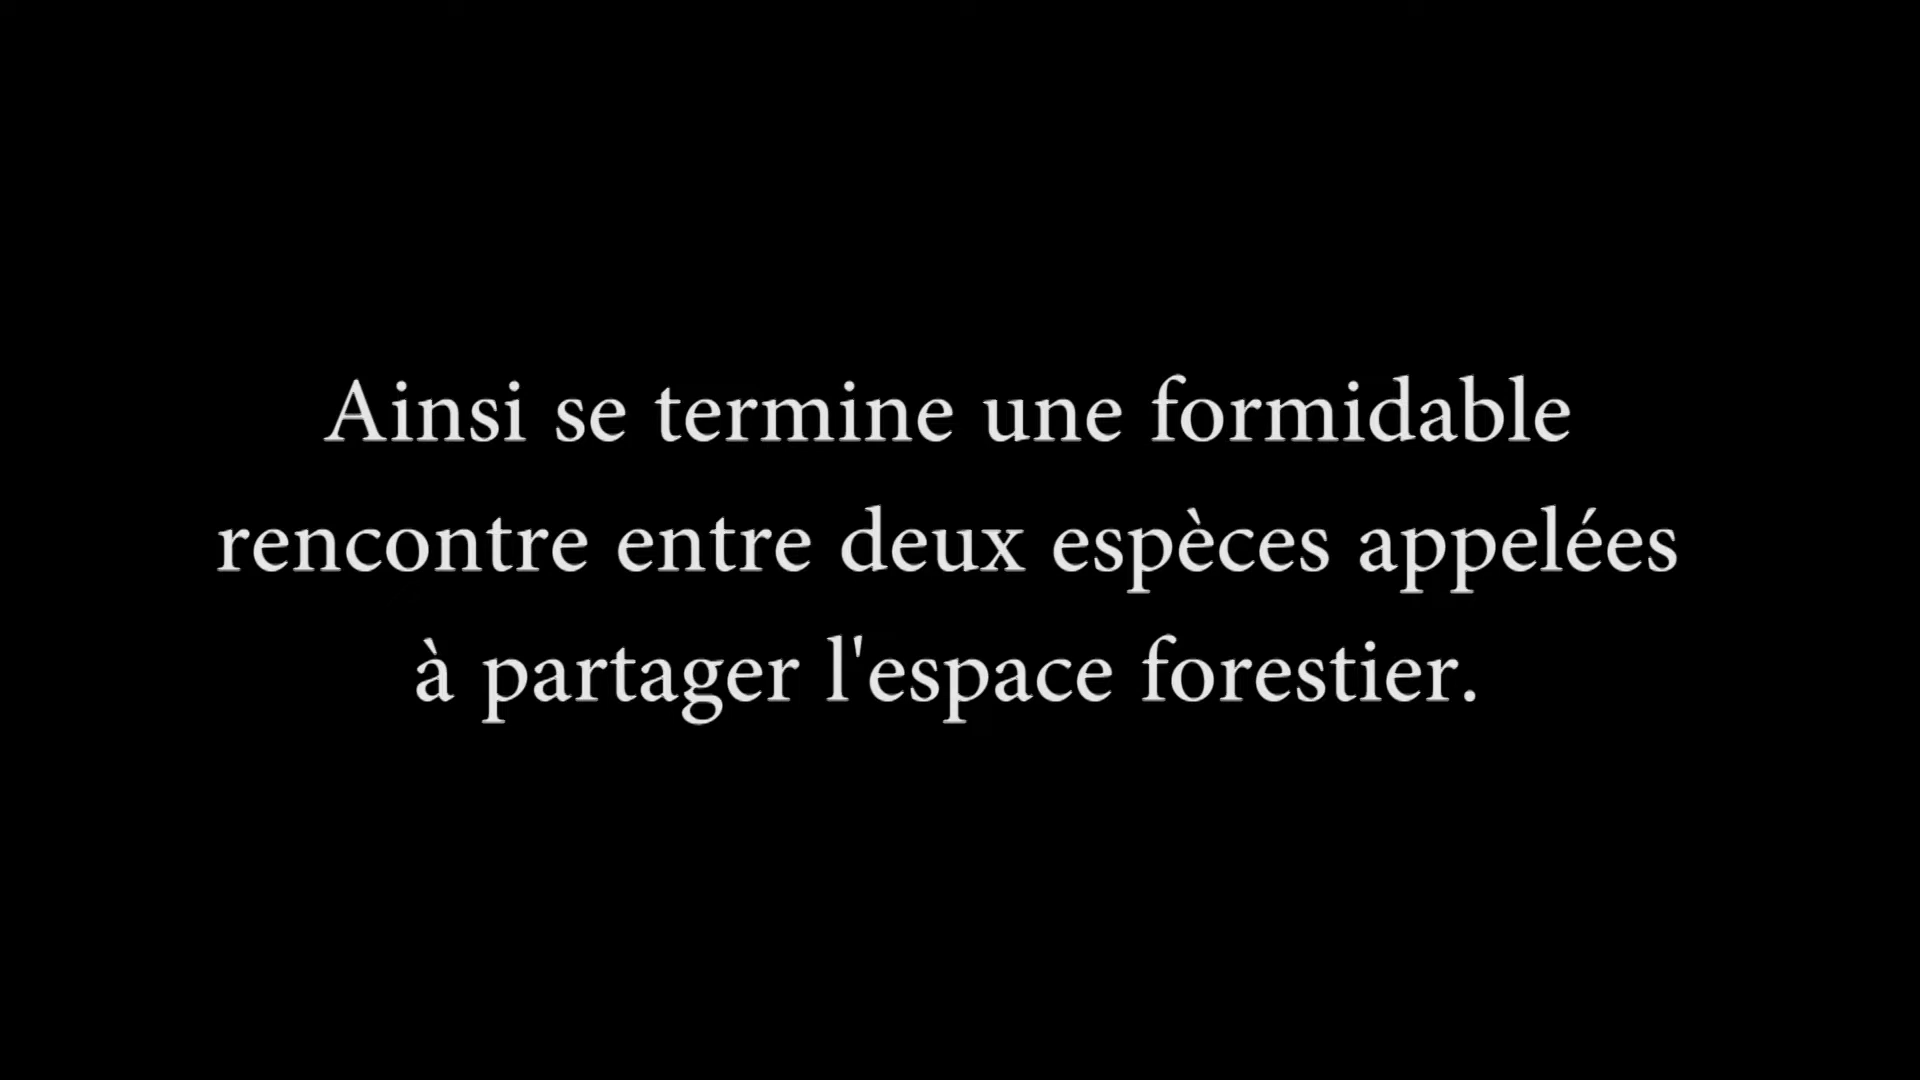 Ainsi se termine une formidable
rencontre entre deux espèces appelées
à partager l'espace forestier.